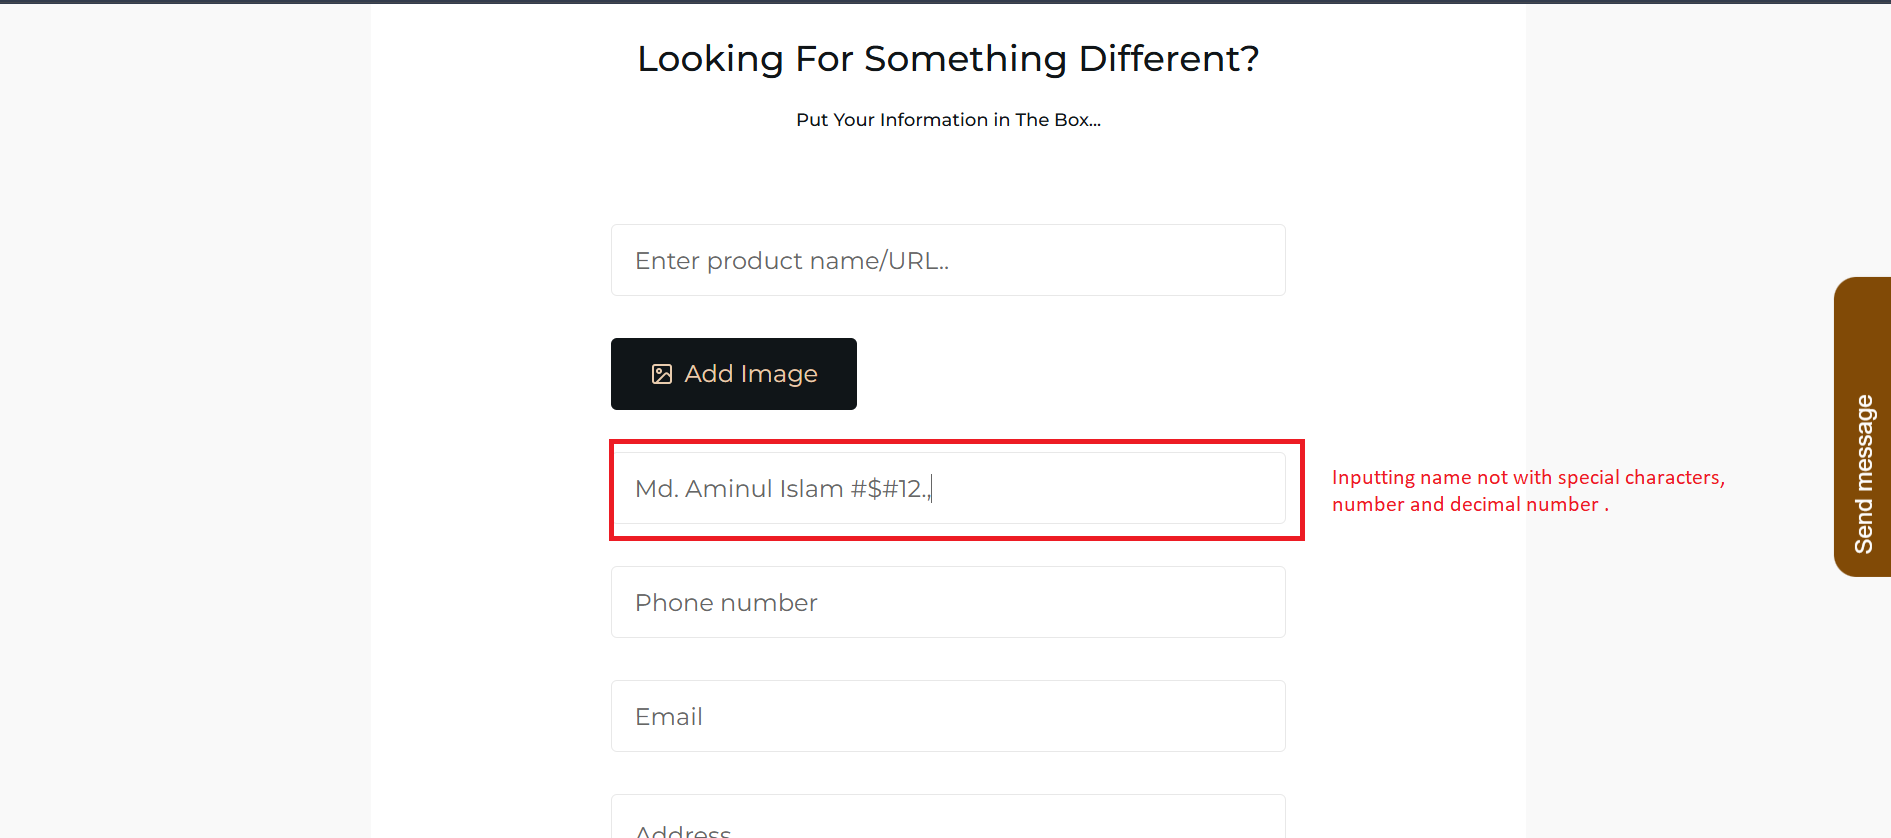 Looking For Something Different?
Put Your Information in The Box...
Enter product name/URL..
Add Image
Md. Aminul Islam #$#12.,
Inputting name not with special characters,
number and decimal number .
Phone number
Email
Address
Send message